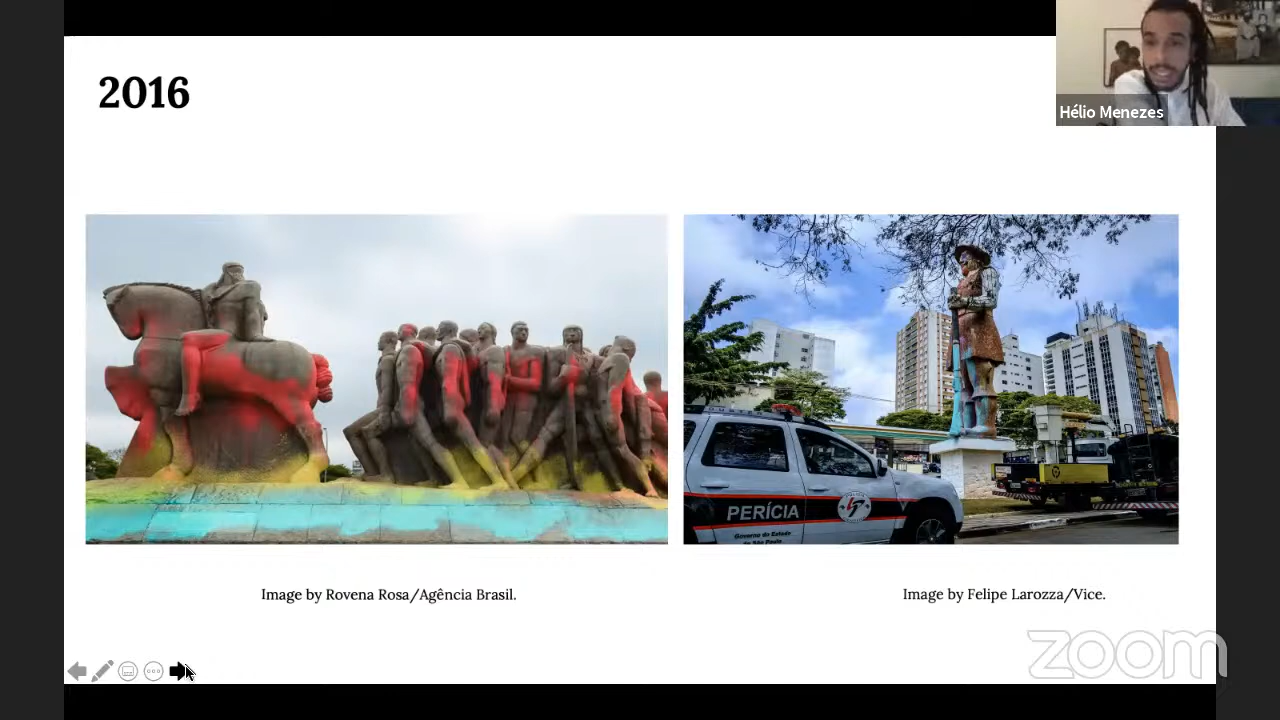 2016
Hélio Menezes
PERÍCIA
Governo do Estado
de São Paulo
Image by Rovena Rosa/Agência Brasil.
Image by Felipe Larozza/Vice.
zoom